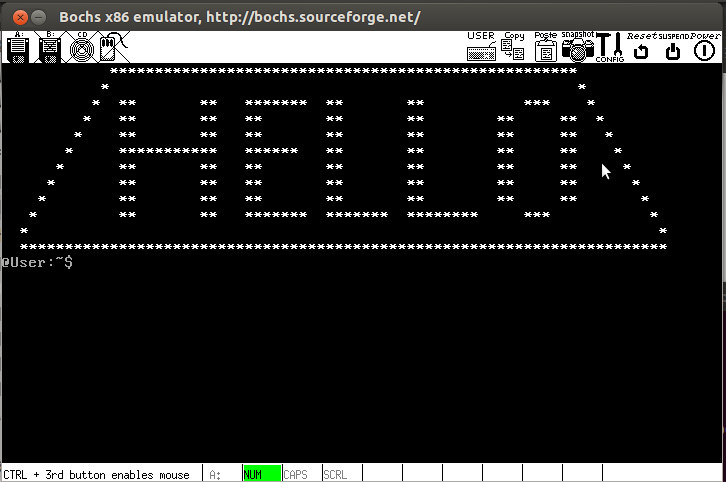 Bochs x86 emulator, http://bochs.sourceforge.net/
A: B: CD USER Copy Paste Snapshot CONFIG Reset SUSPEND Power
HELLO
@User:~$
CTRL + 3rd button enables mouse A: NUM CAPS SCRL